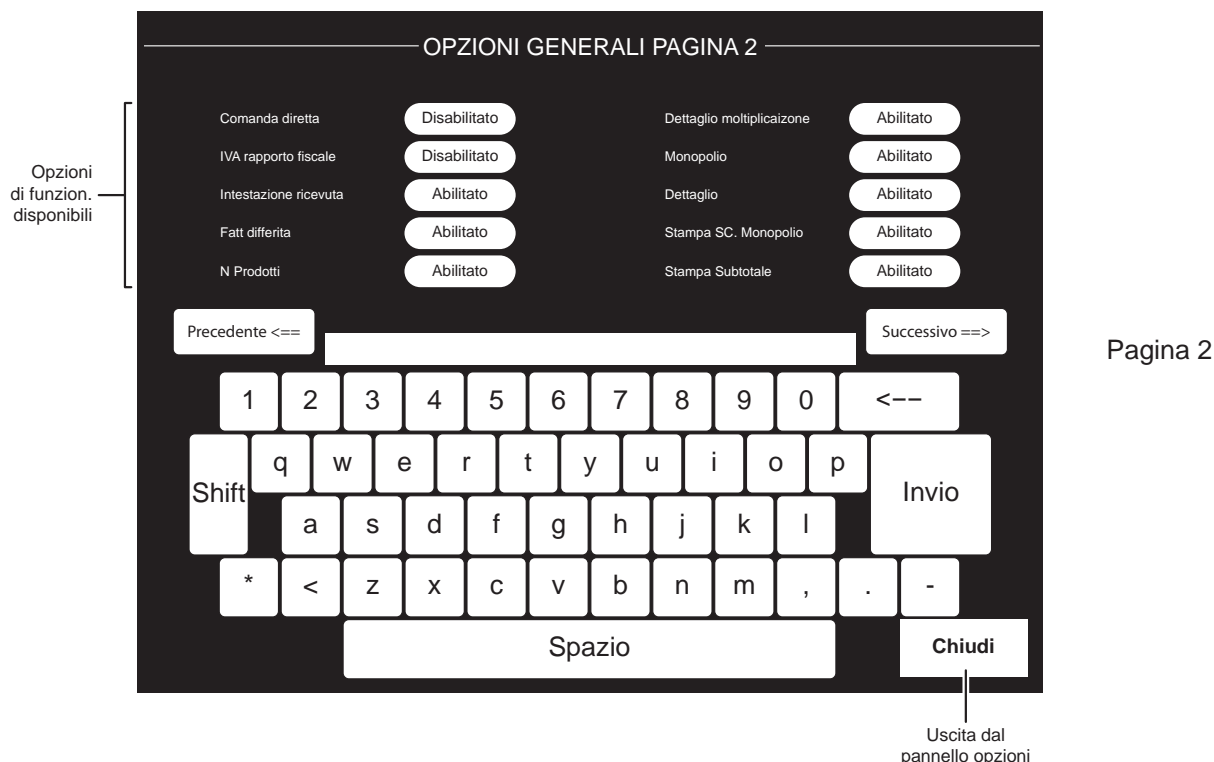 OPZIONI GENERALI PAGINA 2
Opzioni
di funzion.
disponibili
Comanda diretta Disabilitato
IVA rapporto fiscale Disabilitato
Intestazione ricevuta Abilitato
Fatt differita Abilitato
N Prodotti Abilitato
Dettaglio moltiplicaizone Abilitato
Monopolio Abilitato
Dettaglio Abilitato
Stampa SC. Monopolio Abilitato
Stampa Subtotale Abilitato
Precedente <==
Successivo ==>
Pagina 2
1 2 3 4 5 6 7 8 9 0 <--
Shift q w e r t y u i o p Invio
a s d f g h j k l
* < z x c v b n m , . -
Spazio
Chiudi
Uscita dal
pannello opzioni